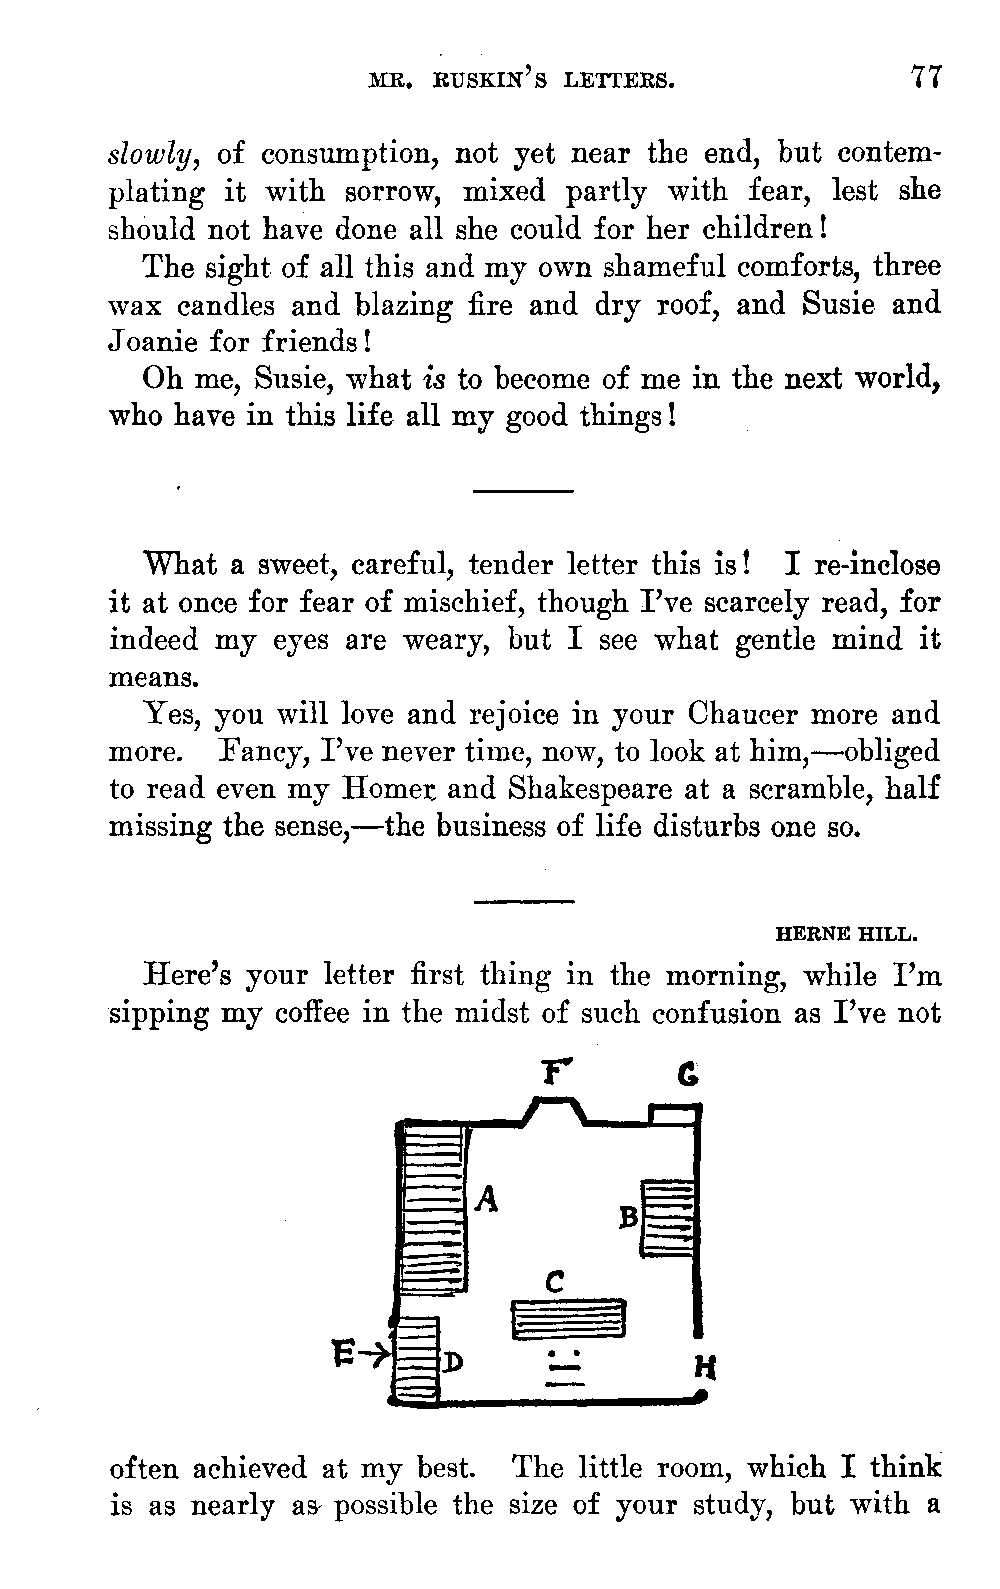 MR. RUSKIN'S LETTERS. 77
slowly, of consumption, not yet near the end, but contem-
plating it with sorrow, mixed partly with fear, lest she
should not have done all she could for her children!
The sight of all this and my own shameful comforts, three
wax candles and blazing fire and dry roof, and Susie and
Joanie for friends!
Oh me, Susie, what is to become of me in the next world,
who have in this life all my good things!
What a sweet, careful, tender letter this is! I re-inclose
it at once for fear of mischief, though I've scarcely read, for
indeed my eyes are weary, but I see what gentle mind it
means.
Yes, you will love and rejoice in your Chaucer more and
more. Fancy, I've never time, now, to look at him,—obliged
to read even my Homer and Shakespeare at a scramble, half
missing the sense,—the business of life disturbs one so.
HERNE HILL.
Here's your letter first thing in the morning, while I'm
sipping my coffee in the midst of such confusion as I've not
F G
A
B
C
E→ D
I
H
often achieved at my best. The little room, which I think
is as nearly as possible the size of your study, but with a